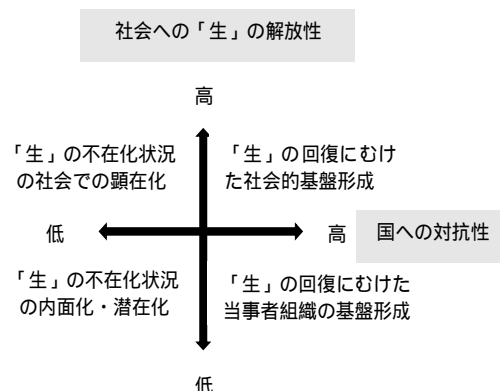 社会への「生」の解放性
高
「生」の不在化状況
の社会での顕在化
「生」の回復にむけ
た社会的基盤形成
低
高
国への対抗性
「生」の不在化状況
の内面化・潜在化
「生」の回復にむけた
当事者組織の基盤形成
低